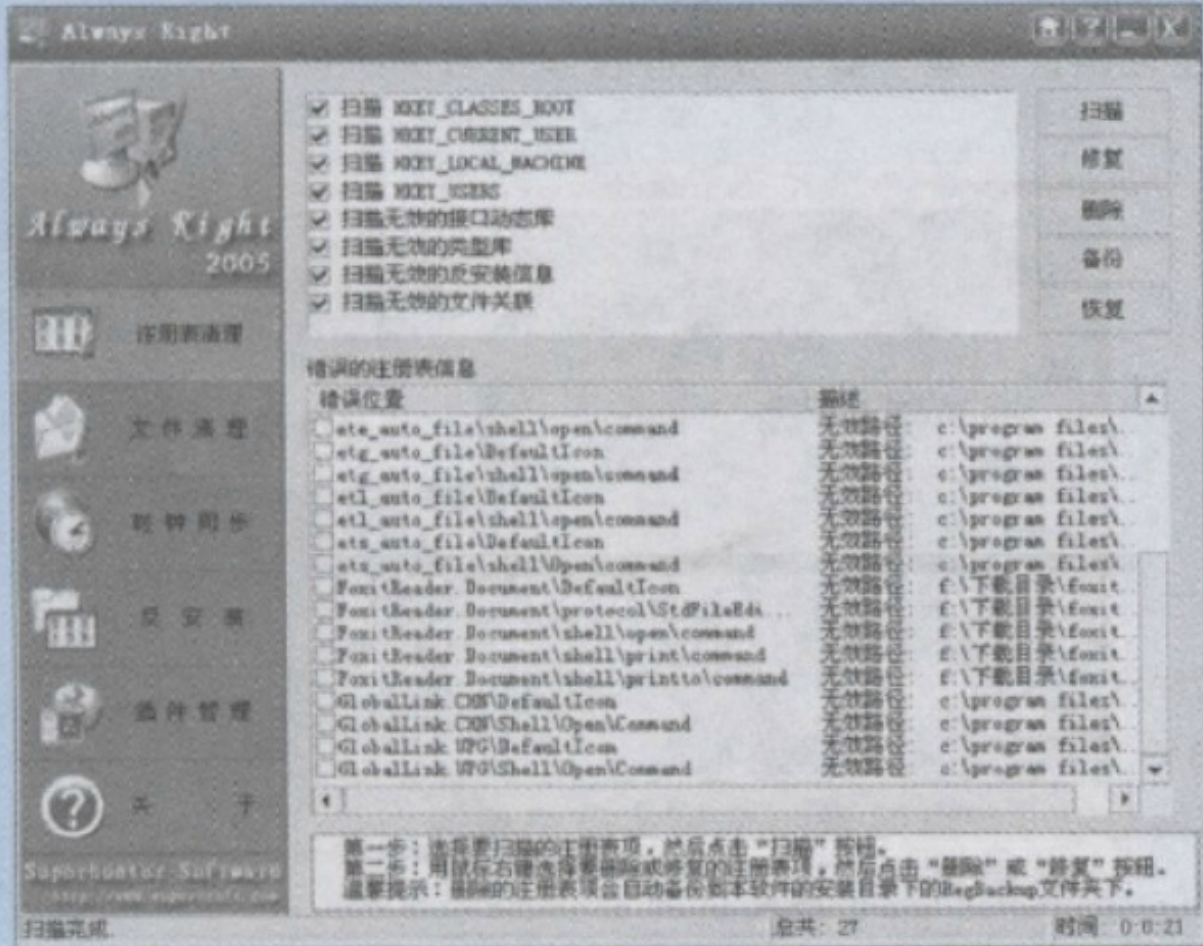 Always Right
扫描 HKEY_CLASSES_ROOT
扫描 HKEY_CURRENT_USER
扫描 HKEY_LOCAL_MACHINE
扫描 HKEY_USERS
扫描无效的接口动态库
扫描无效的类型库
扫描无效的反安装信息
扫描无效的文件关联
扫描
修复
删除
备份
恢复
Always Right
2005
注册表清理
文件清理
时钟同步
反安装
插件管理
关于
Superhunter Software
错误的注册表信息
错误位置 描述
ete_auto_file\shell\open\command 无效路径: c:\program files\..
etg_auto_file\DefaultIcon 无效路径: c:\program files\..
etg_auto_file\shell\open\command 无效路径: c:\program files\..
etl_auto_file\DefaultIcon 无效路径: c:\program files\..
etl_auto_file\shell\open\command 无效路径: c:\program files\..
ets_auto_file\DefaultIcon 无效路径: c:\program files\..
ets_auto_file\shell\Open\command 无效路径: c:\program files\..
FoxitReader.Document\DefaultIcon 无效路径: f:\下载目录\foxit..
FoxitReader.Document\protocol\StdFileEdi... 无效路径: f:\下载目录\foxit..
FoxitReader.Document\shell\open\command 无效路径: f:\下载目录\foxit..
FoxitReader.Document\shell\print\command 无效路径: f:\下载目录\foxit..
FoxitReader.Document\shell\printto\command 无效路径: f:\下载目录\foxit..
GlobalLink.CHN\DefaultIcon 无效路径: c:\program files\..
GlobalLink.CHN\Shell\Open\Command 无效路径: c:\program files\..
GlobalLink.UPG\DefaultIcon 无效路径: c:\program files\..
GlobalLink.UPG\Shell\Open\Command 无效路径: c:\program files\..
第一步：选择要扫描的注册表项，然后点击“扫描”按钮。
第二步：用鼠标右键选择要删除或修复的注册表项，然后点击“删除”或“修复”按钮。
温馨提示：删除的注册表项会自动备份到本软件的安装目录下的RegBackup文件夹下。
扫描完成. 总共: 27 时间: 0:0:21